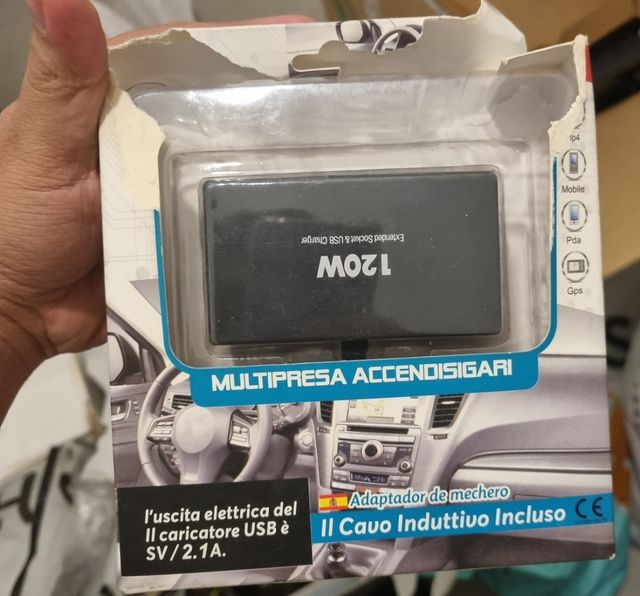 fp4
Mobile
Pda
Gps
120W
Extended Socket & USB Charger
MULTIPRESA ACCENDISIGARI
Adaptador de mechero
Il Cavo Induttivo Incluso CE
l'uscita elettrica del
Il caricatore USB è
SV / 2.1A.